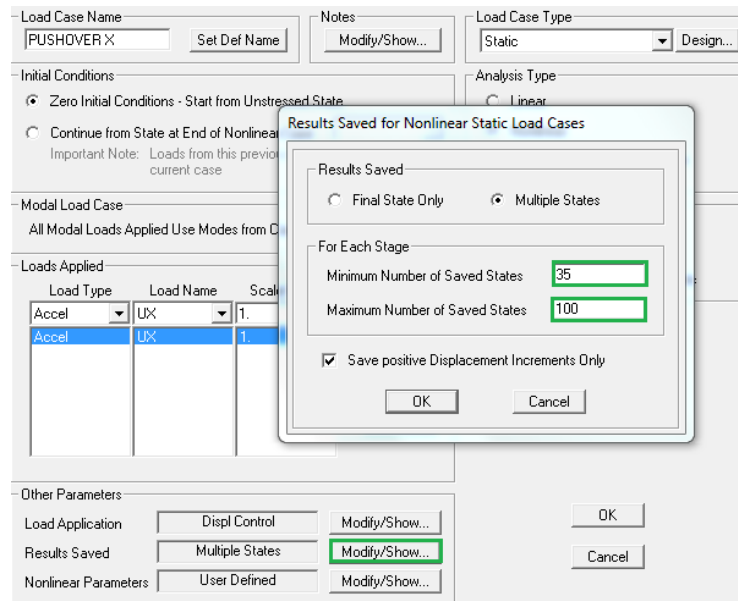 Load Case Name
Notes
Load Case Type
PUSHOVER X
Set Def Name
Modify/Show...
Static
Design...
Initial Conditions
Analysis Type
Zero Initial Conditions - Start from Unstressed State
Linear
Continue from State at End of Nonlinear
Important Note: Loads from this previo
current case
Results Saved for Nonlinear Static Load Cases
Results Saved
Final State Only
Multiple States
Modal Load Case
All Modal Loads Applied Use Modes from C
For Each Stage
Minimum Number of Saved States
35
Maximum Number of Saved States
100
Save positive Displacement Increments Only
OK
Cancel
Loads Applied
Load Type
Load Name
Scal
Accel
UX
1.
Accel
UX
1.
Other Parameters
Load Application
Displ Control
Modify/Show...
Results Saved
Multiple States
Modify/Show...
Nonlinear Parameters
User Defined
Modify/Show...
OK
Cancel